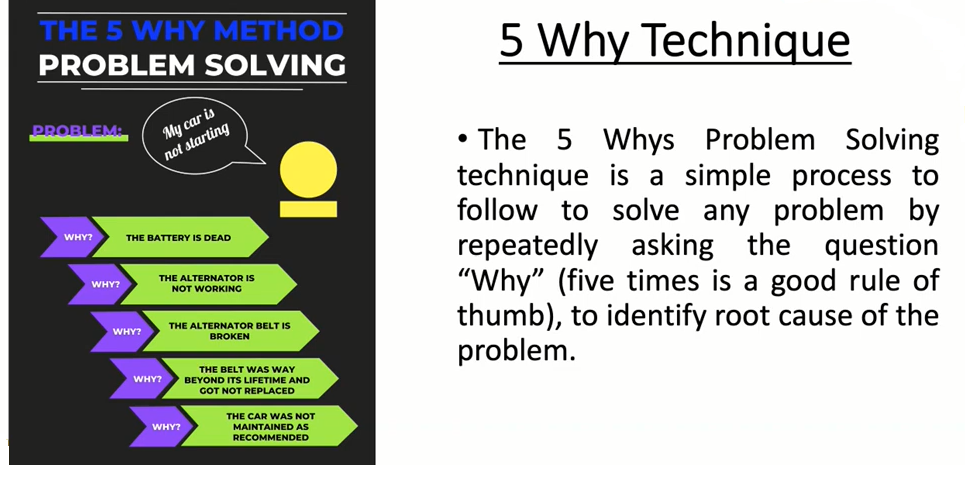 THE 5 WHY METHOD
PROBLEM SOLVING
PROBLEM:
My car is
not starting
WHY?
THE BATTERY IS DEAD
WHY?
THE ALTERNATOR IS
NOT WORKING
WHY?
THE ALTERNATOR BELT IS
BROKEN
WHY?
THE BELT WAS WAY
BEYOND ITS LIFETIME AND
GOT NOT REPLACED
WHY?
THE CAR WAS NOT
MAINTAINED AS
RECOMMENDED
5 Why Technique
• The 5 Whys Problem Solving
technique is a simple process to
follow to solve any problem by
repeatedly asking the question
“Why” (five times is a good rule of
thumb), to identify root cause of the
problem.